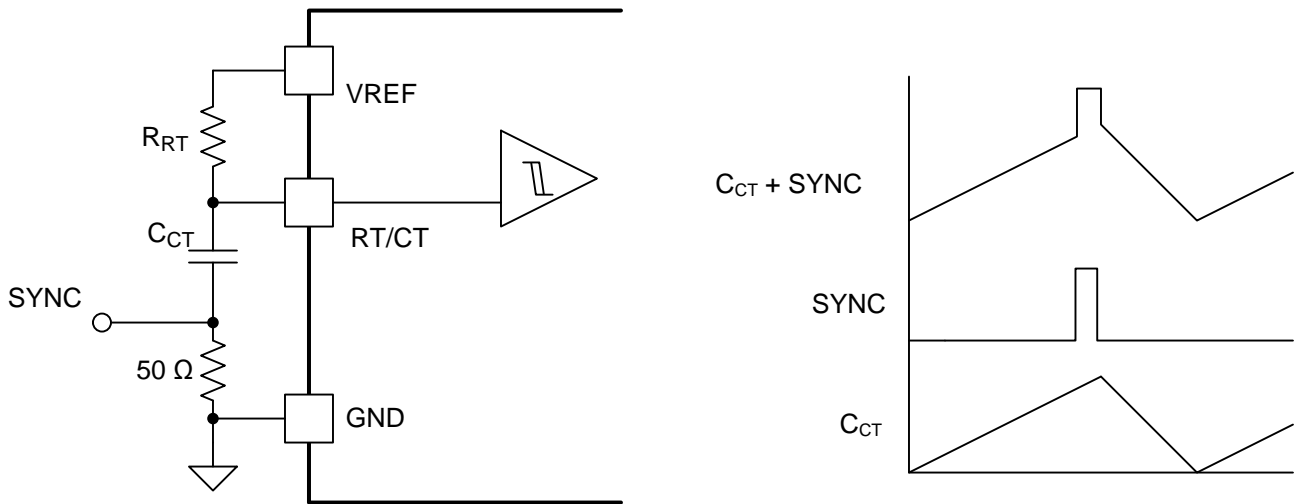 VREF
R_RT
RT/CT
C_CT
SYNC
50 Ω
GND
C_CT + SYNC
SYNC
C_CT